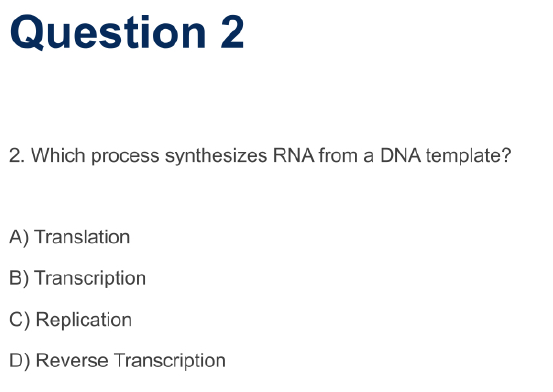 Question 2
2. Which process synthesizes RNA from a DNA template?
A) Translation
B) Transcription
C) Replication
D) Reverse Transcription